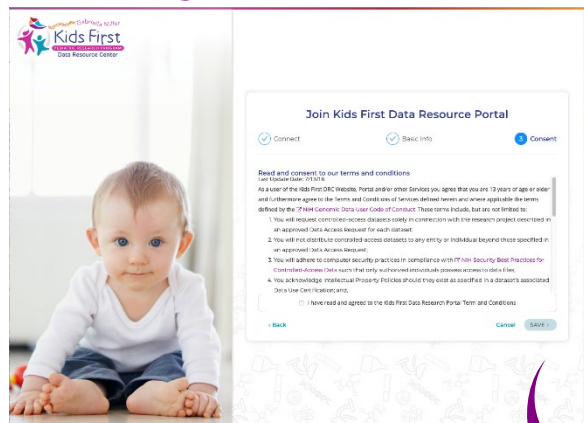 Gabriella Miller
Kids First
PEDIATRIC RESEARCH PROGRAM
Data Resource Center
Join Kids First Data Resource Portal
Connect
Basic Info
3 Consent
Read and consent to our terms and conditions
Last Update Date: 7/13/18
As a user of the Kids First DRC Website, Portal and/or other Services you agree that you are 13 years of age or older
and furthermore agree to the Terms and Conditions of Services defined herein and where applicable the terms
defined by the NIH Genomic Data User Code of Conduct. These terms include, but are not limited to:
1. You will request controlled-access datasets solely in connection with the research project described in
an approved Data Access Request for each dataset;
2. You will not distribute controlled-access datasets to any entity or individual beyond those specified in
an approved Data Access Request;
3. You will adhere to computer security practices in compliance with NIH Security Best Practices for
Controlled-Access Data such that only authorized individuals possess access to data files;
4. You acknowledge Intellectual Property Policies should they exist as specified in a dataset's associated
Data Use Certification; and,
I have read and agreed to the Kids First Data Research Portal Term and Conditions
‹ Back
Cancel
SAVE ›